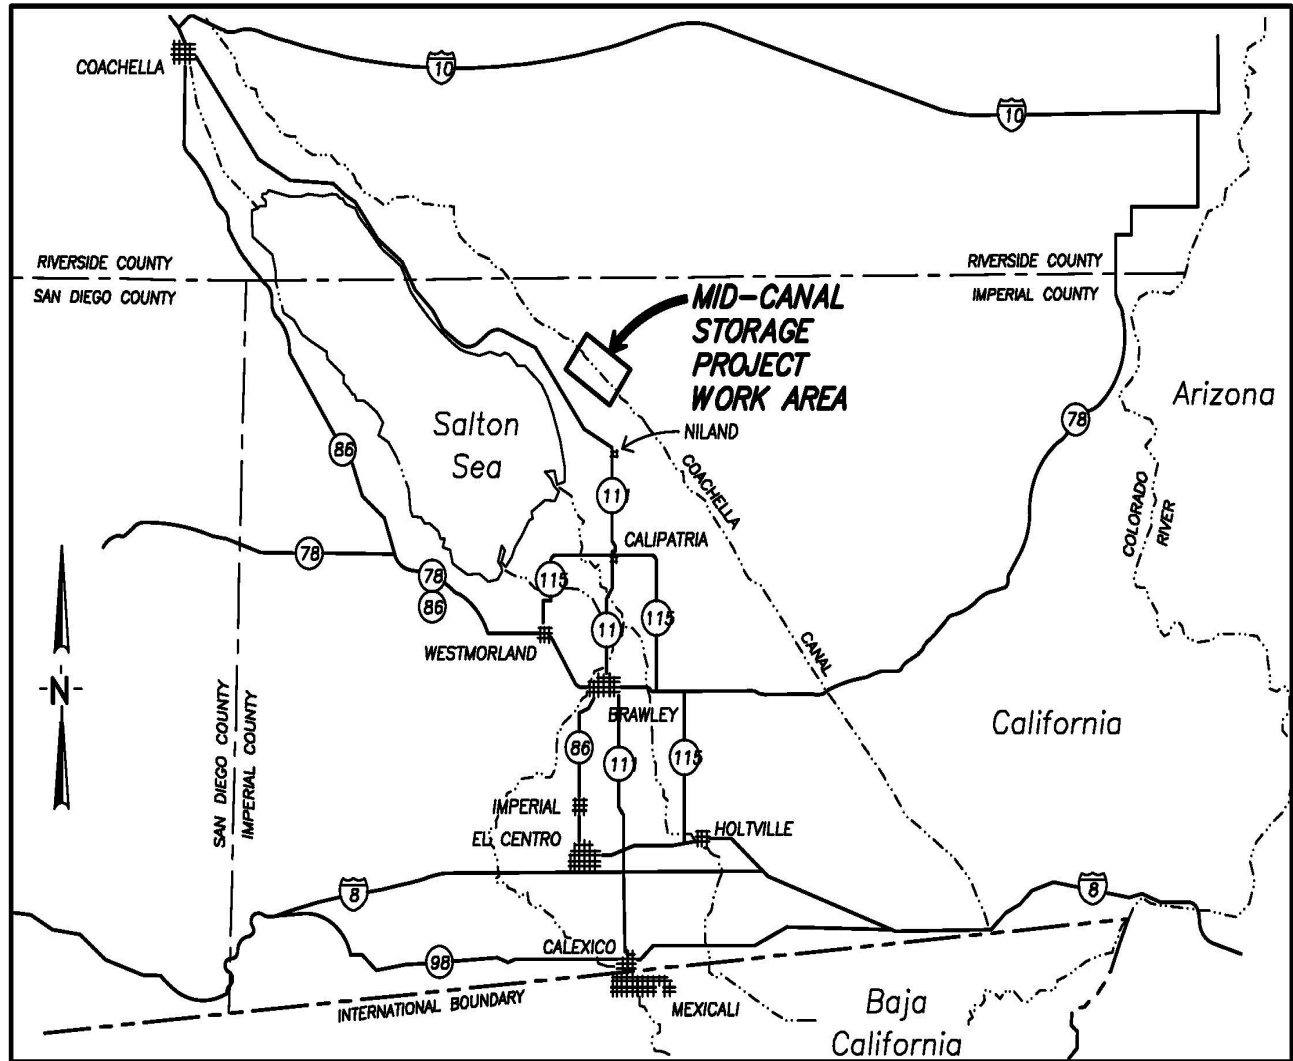 10
COACHELLA
10
RIVERSIDE COUNTY
SAN DIEGO COUNTY
RIVERSIDE COUNTY
IMPERIAL COUNTY
MID-CANAL
STORAGE
PROJECT
WORK AREA
Arizona
Salton
Sea
NILAND
78
86
COACHELLA
111
COLORADO
RIVER
CALIPATRIA
78
78
86
115
111
115
WESTMORLAND
CANAL
-N-
BRAWLEY
California
86
111
115
SAN DIEGO COUNTY
IMPERIAL COUNTY
IMPERIAL
EL CENTRO
HOLTVILLE
8
8
CALEXICO
98
INTERNATIONAL BOUNDARY
MEXICALI
Baja
California